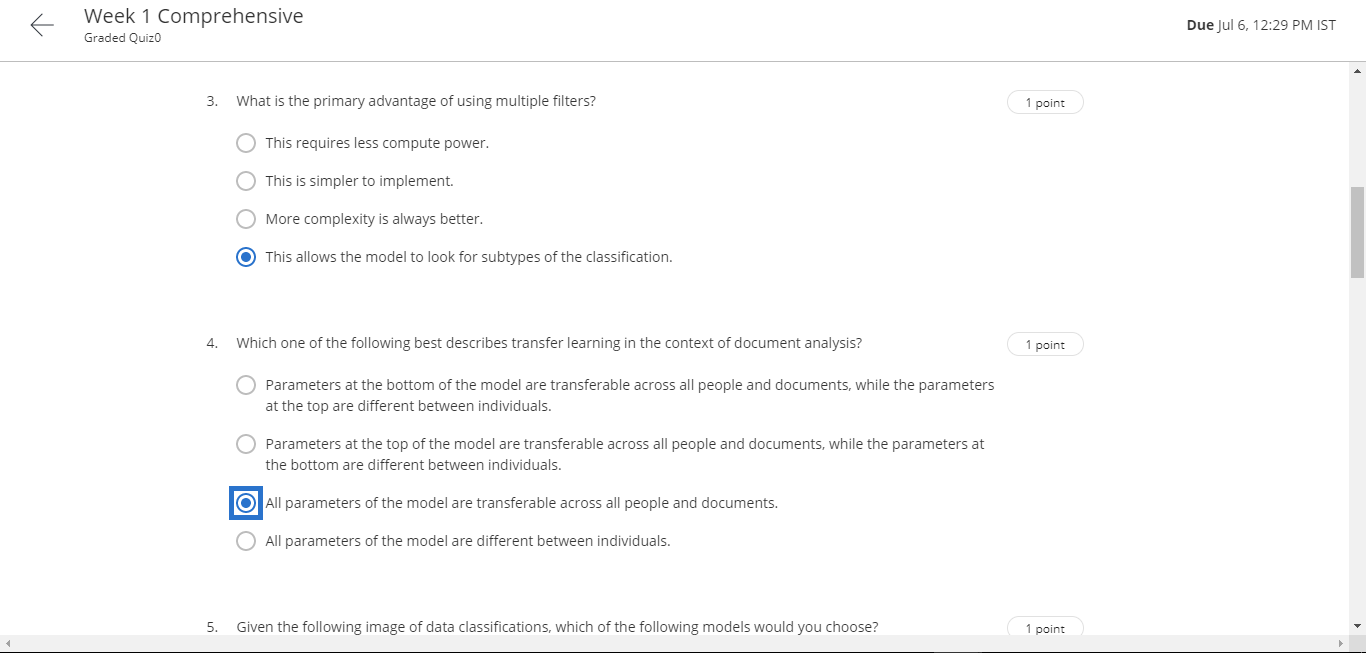 Week 1 Comprehensive
Graded Quiz0
Due Jul 6, 12:29 PM IST
3. What is the primary advantage of using multiple filters?
1 point
This requires less compute power.
This is simpler to implement.
More complexity is always better.
This allows the model to look for subtypes of the classification.
4. Which one of the following best describes transfer learning in the context of document analysis?
1 point
Parameters at the bottom of the model are transferable across all people and documents, while the parameters
at the top are different between individuals.
Parameters at the top of the model are transferable across all people and documents, while the parameters at
the bottom are different between individuals.
All parameters of the model are transferable across all people and documents.
All parameters of the model are different between individuals.
5. Given the following image of data classifications, which of the following models would you choose?
1 point